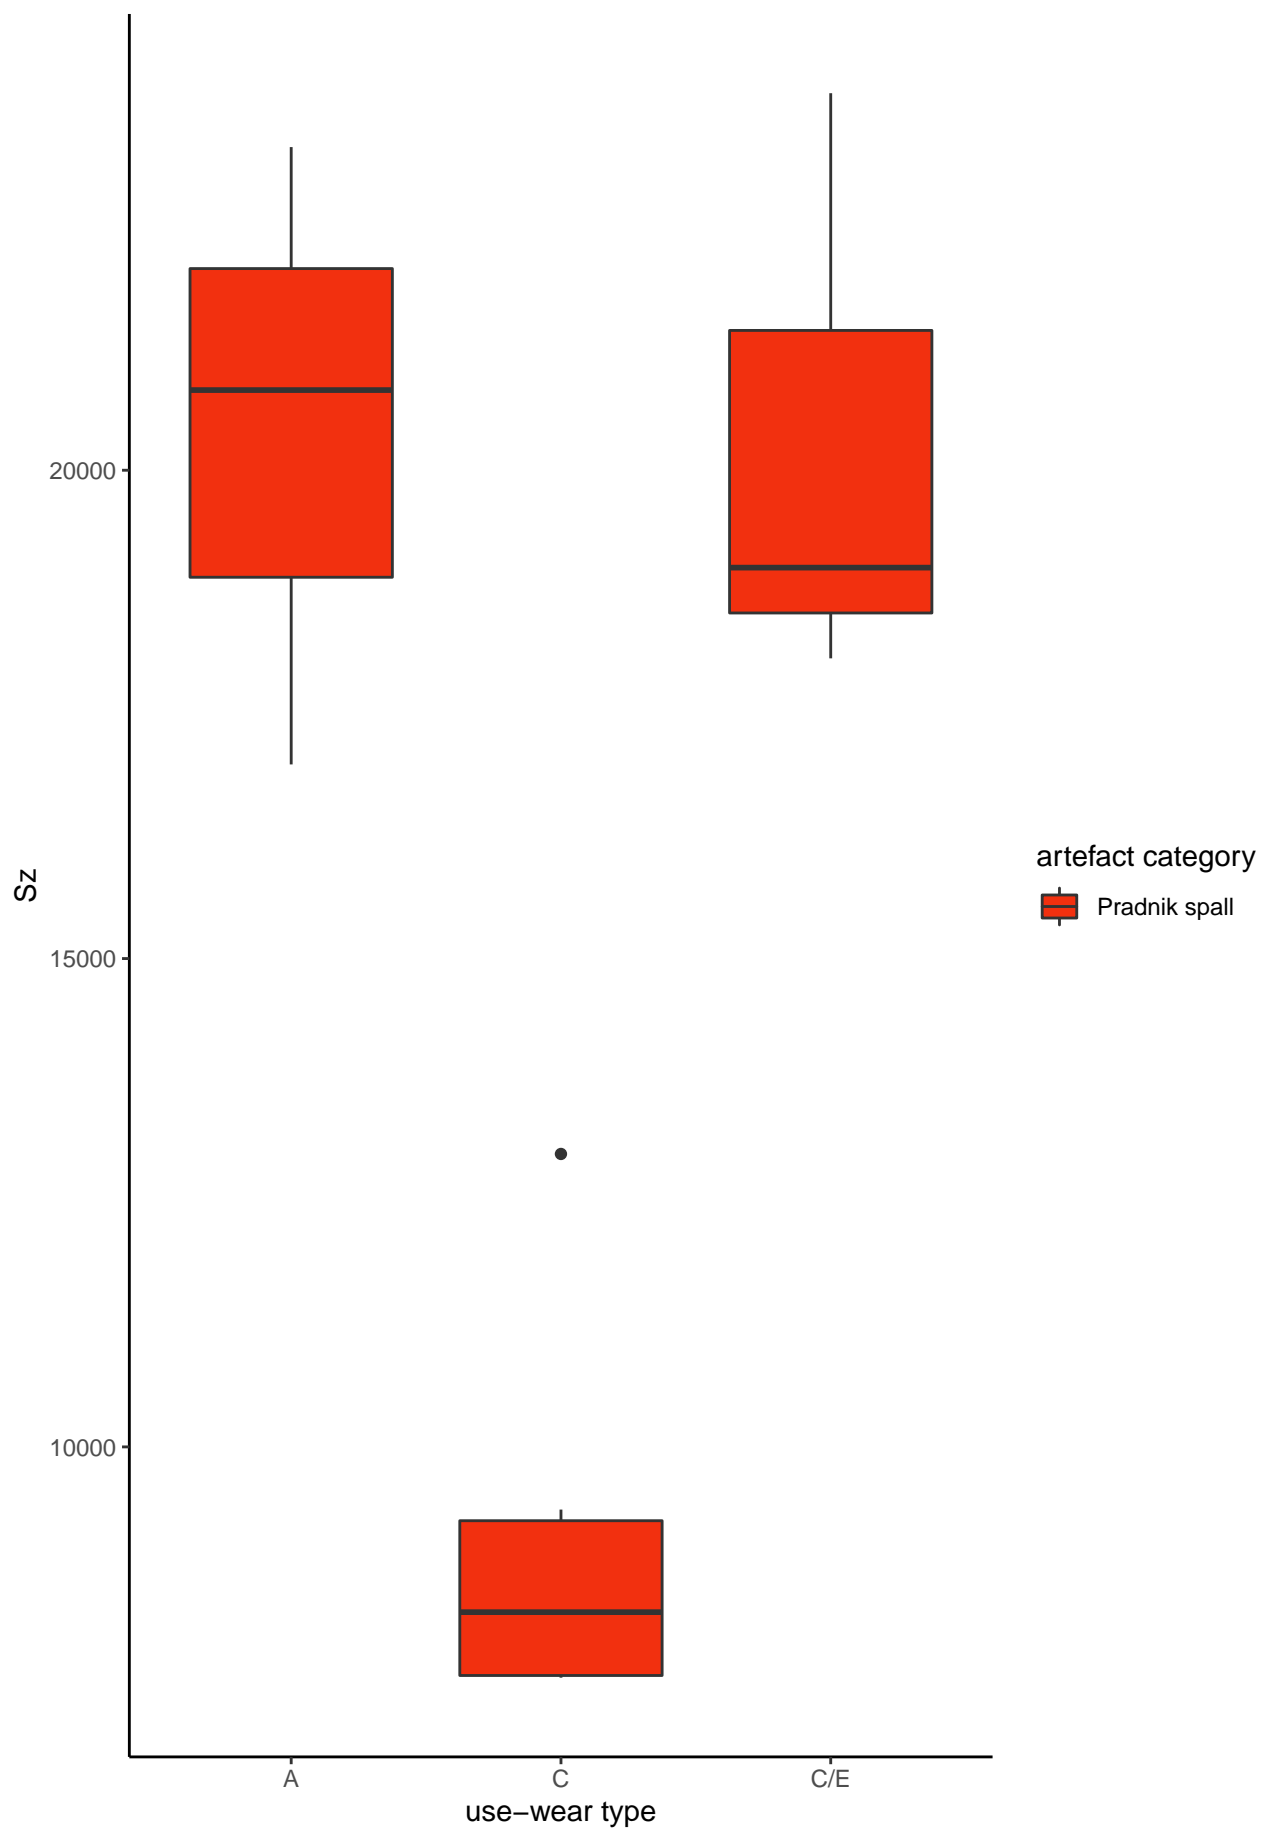 Sz
20000
15000
10000
A
C
C/E
use−wear type
artefact category
Pradnik spall